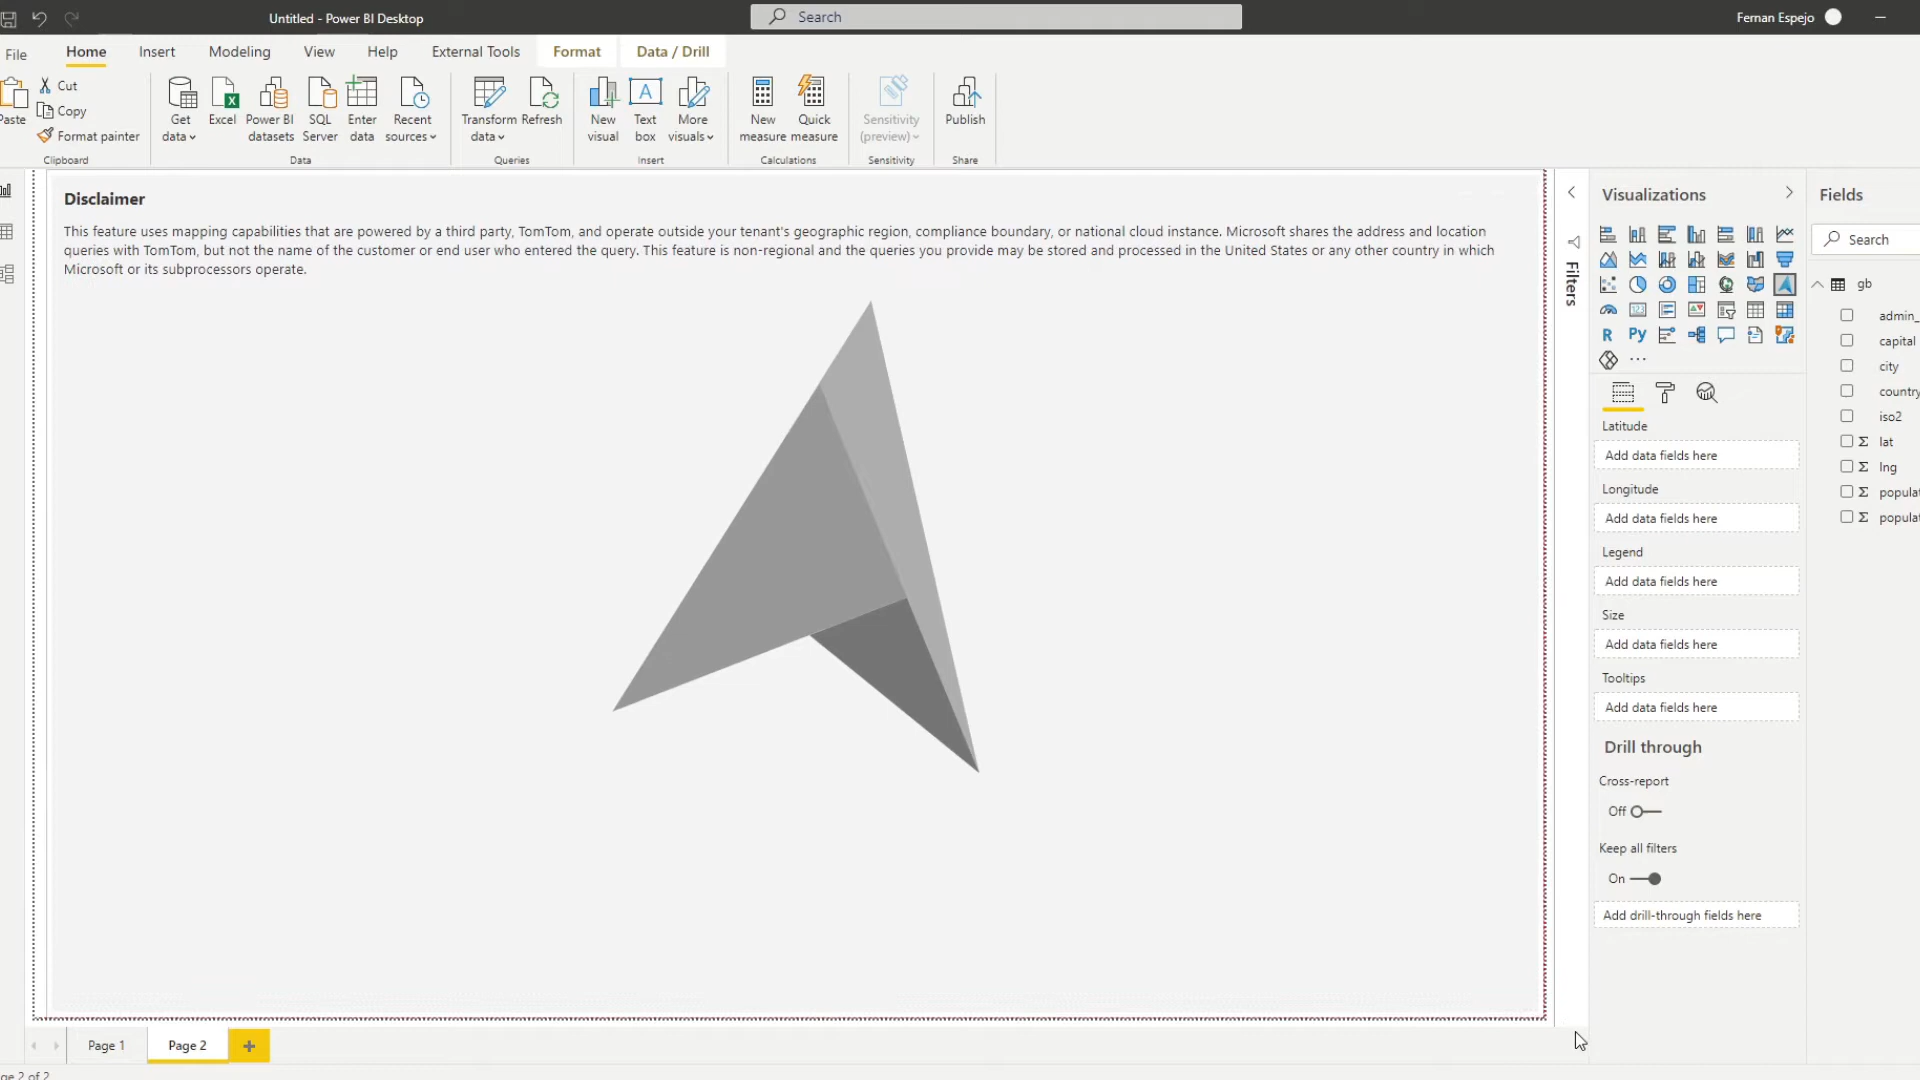 Untitled - Power BI Desktop
Search
Fernan Espejo
File
Home
Insert
Modeling
View
Help
External Tools
Format
Data / Drill
Paste
Cut
Copy
Format painter
Clipboard
Get
data
Excel
Power BI
datasets
SQL
Server
Enter
data
Recent
sources
Data
Transform
data
Refresh
Queries
New
visual
Text
box
More
visuals
Insert
New
measure
Quick
measure
Calculations
Sensitivity
(preview)
Sensitivity
Publish
Share
Disclaimer
This feature uses mapping capabilities that are powered by a third party, TomTom, and operate outside your tenant's geographic region, compliance boundary, or national cloud instance. Microsoft shares the address and location
queries with TomTom, but not the name of the customer or end user who entered the query. This feature is non-regional and the queries you provide may be stored and processed in the United States or any other country in which
Microsoft or its subprocessors operate.
Filters
Visualizations
R
Py
Latitude
Add data fields here
Longitude
Add data fields here
Legend
Add data fields here
Size
Add data fields here
Tooltips
Add data fields here
Drill through
Cross-report
Off
Keep all filters
On
Add drill-through fields here
Fields
Search
gb
admin_
capital
city
country
iso2
Σ lat
Σ lng
Σ populat
Σ populat
Page 1
Page 2
age 2 of 2